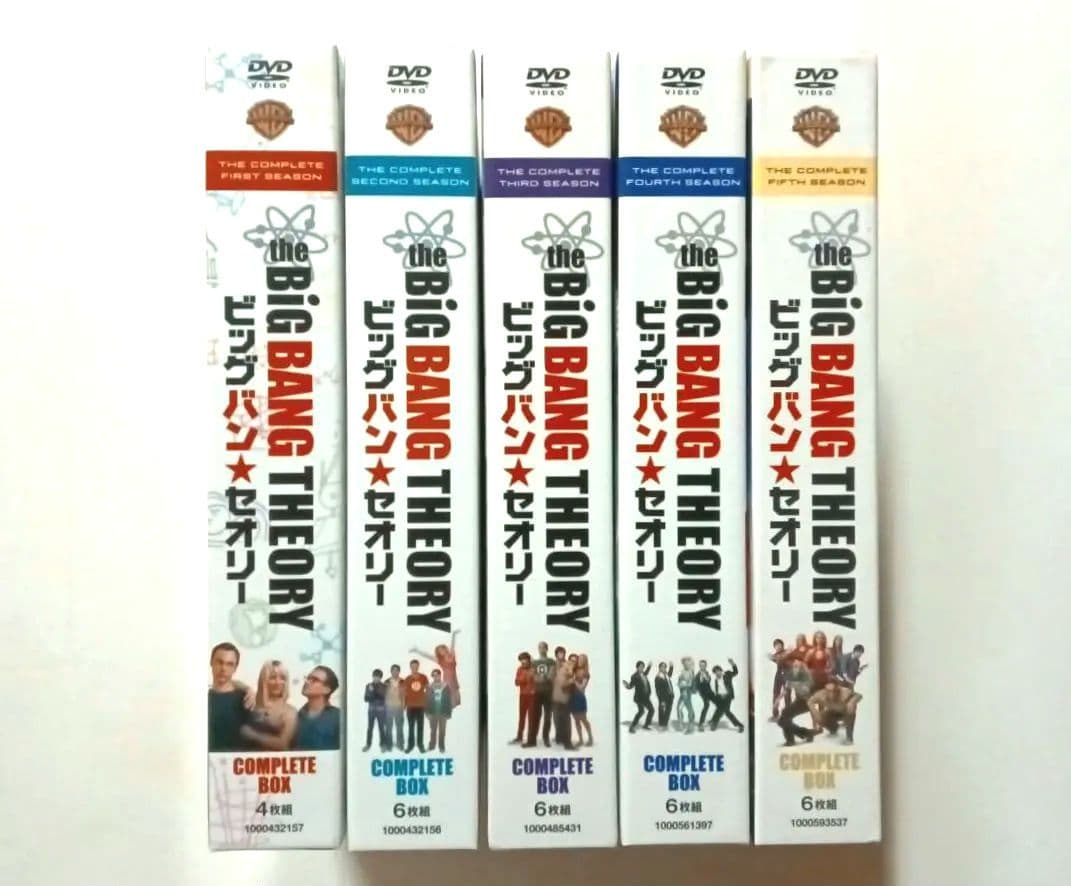 DVD
VIDEO
WB
THE COMPLETE
FIRST SEASON
the BiG BANG THEORY
ビッグバン★セオリー
COMPLETE
BOX
4枚組
1000432157
DVD
VIDEO
WB
THE COMPLETE
SECOND SEASON
the BiG BANG THEORY
ビッグバン★セオリー
COMPLETE
BOX
6枚組
1000432156
DVD
VIDEO
WB
THE COMPLETE
THIRD SEASON
the BiG BANG THEORY
ビッグバン★セオリー
COMPLETE
BOX
6枚組
1000485431
DVD
VIDEO
WB
THE COMPLETE
FOURTH SEASON
the BiG BANG THEORY
ビッグバン★セオリー
COMPLETE
BOX
6枚組
1000561397
DVD
VIDEO
WB
THE COMPLETE
FIFTH SEASON
the BiG BANG THEORY
ビッグバン★セオリー
COMPLETE
BOX
6枚組
1000593537